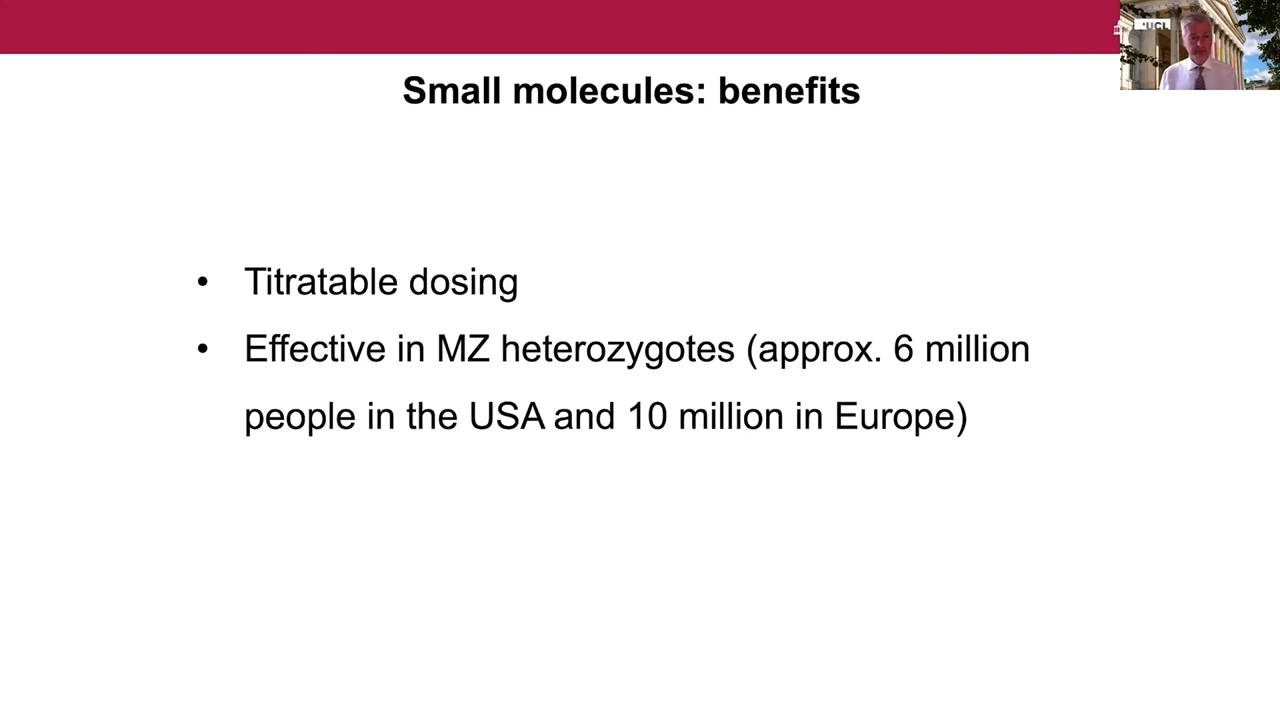 UCL
Small molecules: benefits
• Titratable dosing
• Effective in MZ heterozygotes (approx. 6 million
people in the USA and 10 million in Europe)